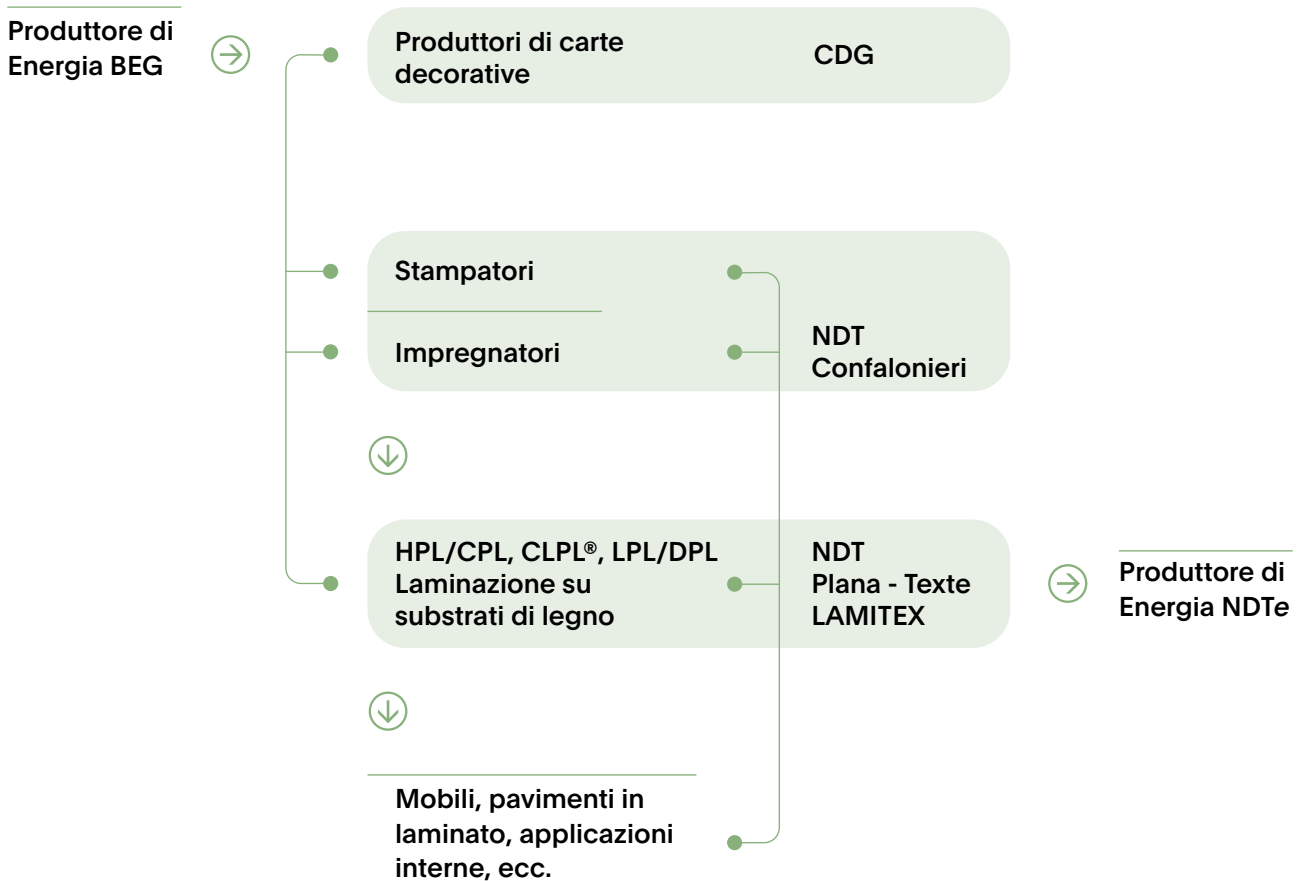 Produttore di
Energia BEG
Produttori di carte
decorative
CDG
Stampatori
Impregnatori
NDT
Confalonieri
HPL/CPL, CLPL®, LPL/DPL
Laminazione su
substrati di legno
NDT
Plana - Texte
LAMITEX
Produttore di
Energia NDTe
Mobili, pavimenti in
laminato, applicazioni
interne, ecc.